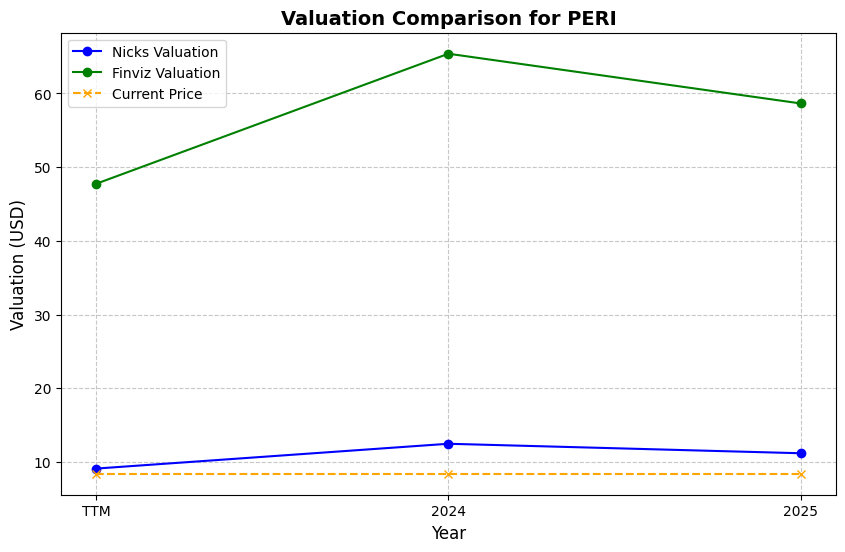 Valuation Comparison for PERI
Nicks Valuation
Finviz Valuation
Current Price
Valuation (USD)
60
50
40
30
20
10
TTM
2024
2025
Year